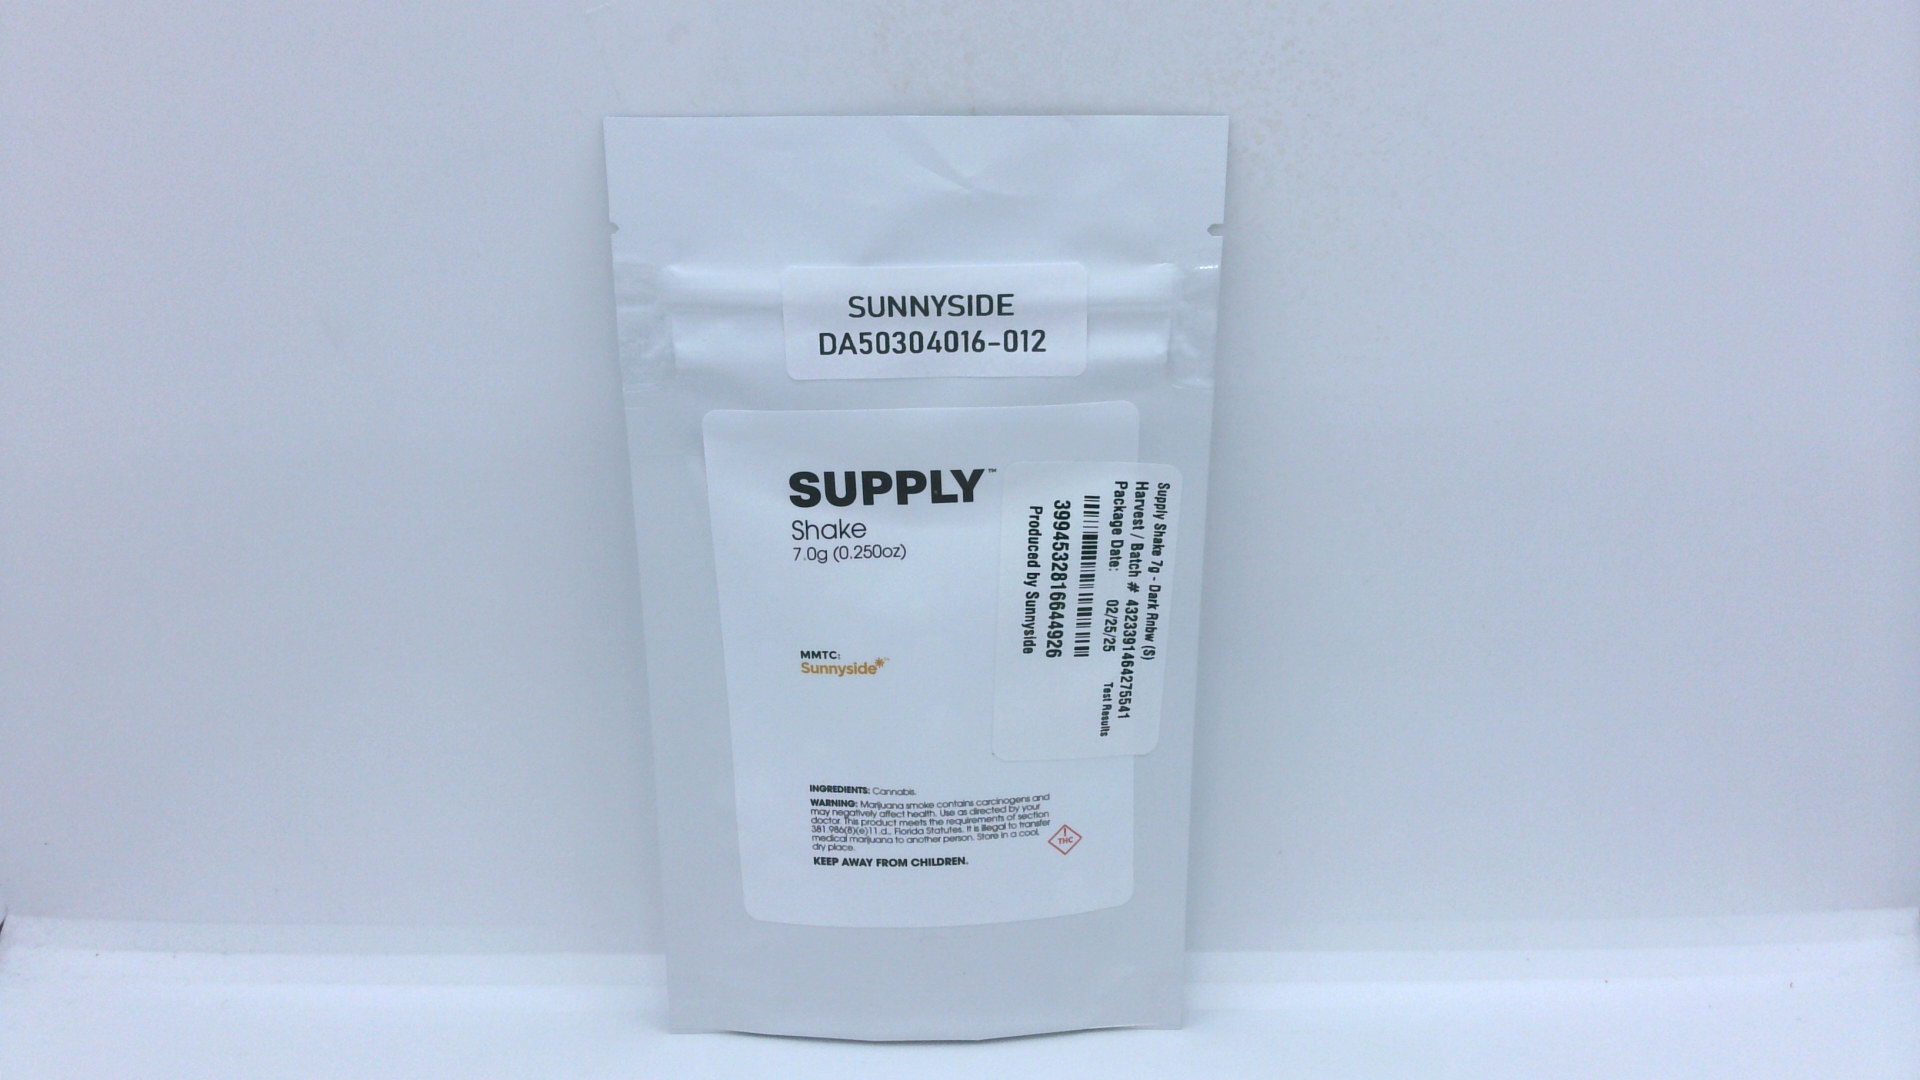 SUNNYSIDE
DA50304016-012
SUPPLY™
Shake
7.0g (0.250oz)
MMTC:
Sunnyside
INGREDIENTS: Cannabis.
WARNING: Marijuana smoke contains carcinogens and
may negatively affect health. Use as directed by your
doctor. This product meets the requirements of section
381.986(8)(e)11.d., Florida Statutes. It is illegal to transfer
medical marijuana to another person. Store in a cool,
dry place.
KEEP AWAY FROM CHILDREN.
!
THC
Supply Shake 7g - Dark Rnbw (S)
Harvest / Batch # 4323391464275541
Package Date: 02/25/25 Test Results
3994532816644926
Produced by Sunnyside